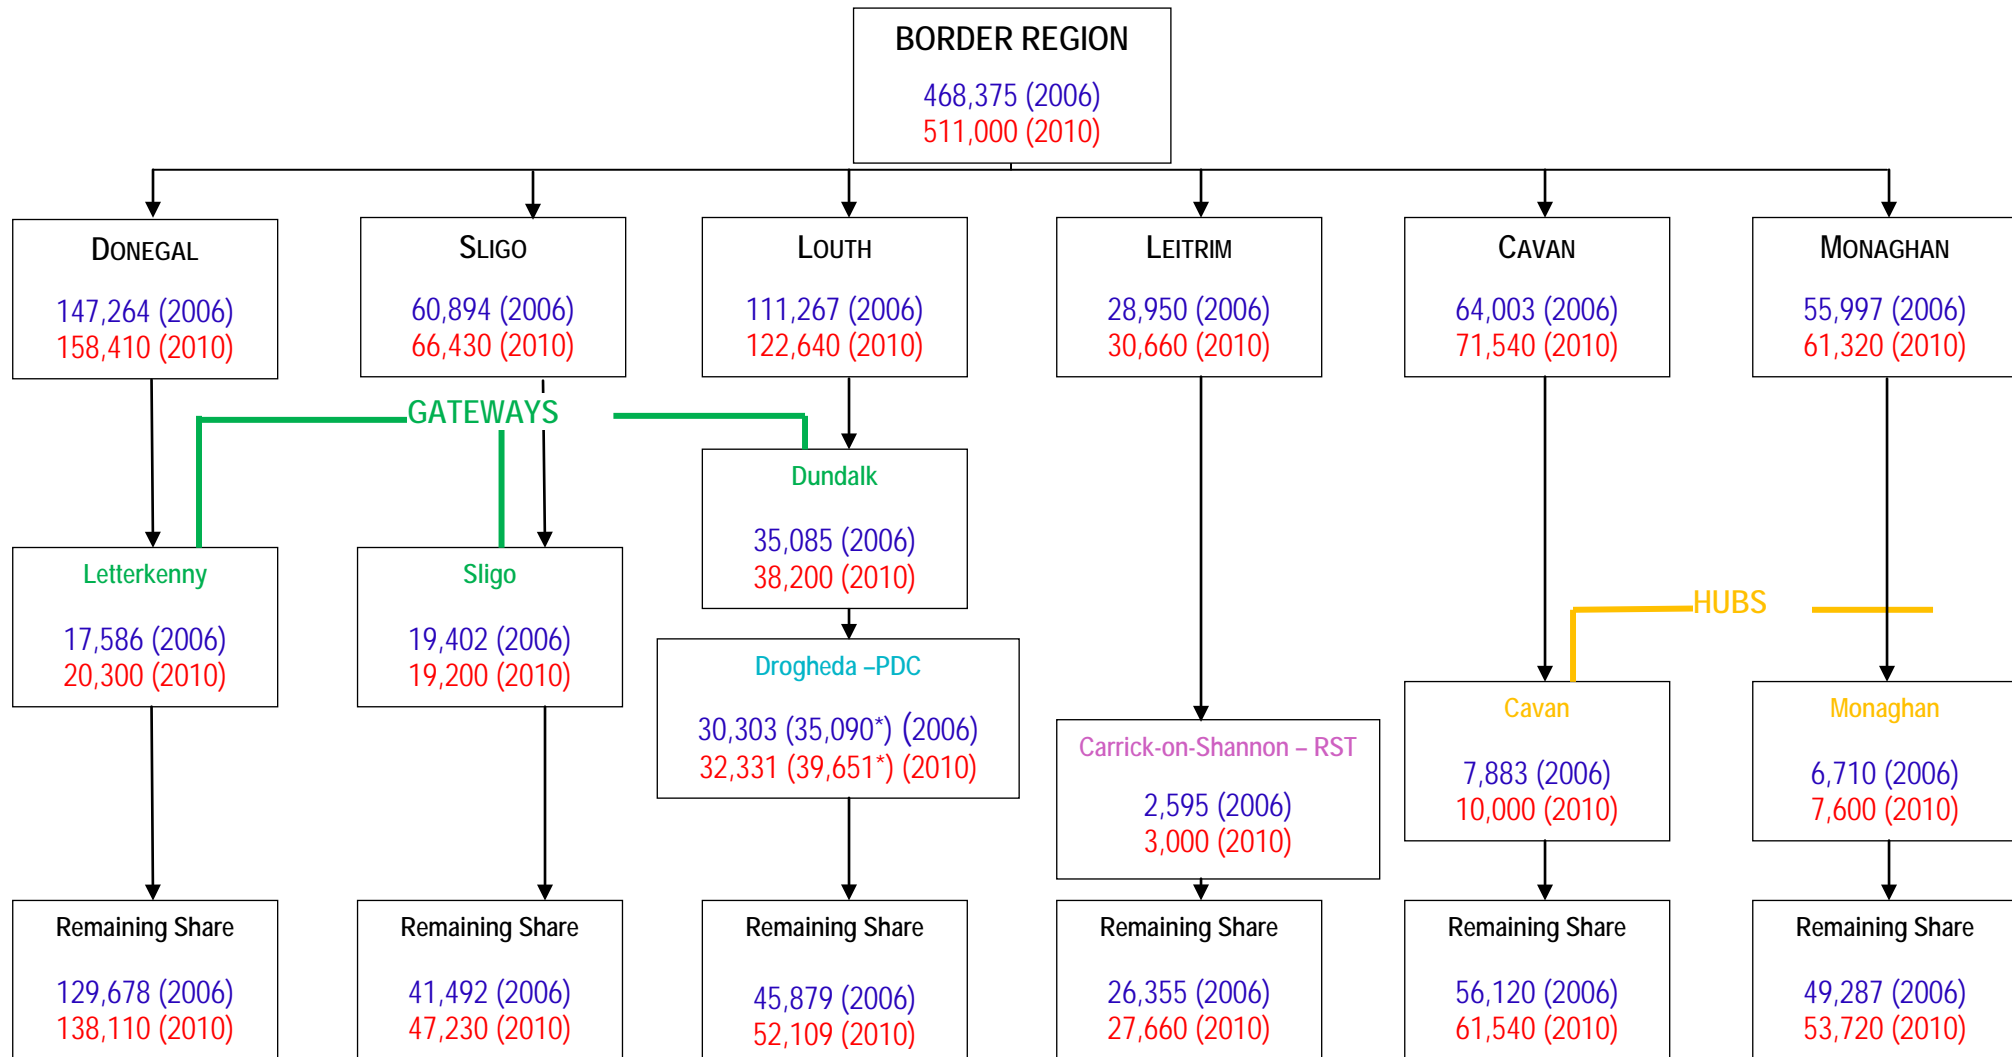 BORDER REGION
468,375 (2006)
511,000 (2010)
DONEGAL
147,264 (2006)
158,410 (2010)
SLIGO
60,894 (2006)
66,430 (2010)
LOUTH
111,267 (2006)
122,640 (2010)
LEITRIM
28,950 (2006)
30,660 (2010)
CAVAN
64,003 (2006)
71,540 (2010)
MONAGHAN
55,997 (2006)
61,320 (2010)
GATEWAYS
Dundalk
35,085 (2006)
38,200 (2010)
Letterkenny
17,586 (2006)
20,300 (2010)
Sligo
19,402 (2006)
19,200 (2010)
HUBS
Drogheda –PDC
30,303 (35,090*) (2006)
32,331 (39,651*) (2010)
Carrick-on-Shannon – RST
2,595 (2006)
3,000 (2010)
Cavan
7,883 (2006)
10,000 (2010)
Monaghan
6,710 (2006)
7,600 (2010)
Remaining Share
129,678 (2006)
138,110 (2010)
Remaining Share
41,492 (2006)
47,230 (2010)
Remaining Share
45,879 (2006)
52,109 (2010)
Remaining Share
26,355 (2006)
27,660 (2010)
Remaining Share
56,120 (2006)
61,540 (2010)
Remaining Share
49,287 (2006)
53,720 (2010)